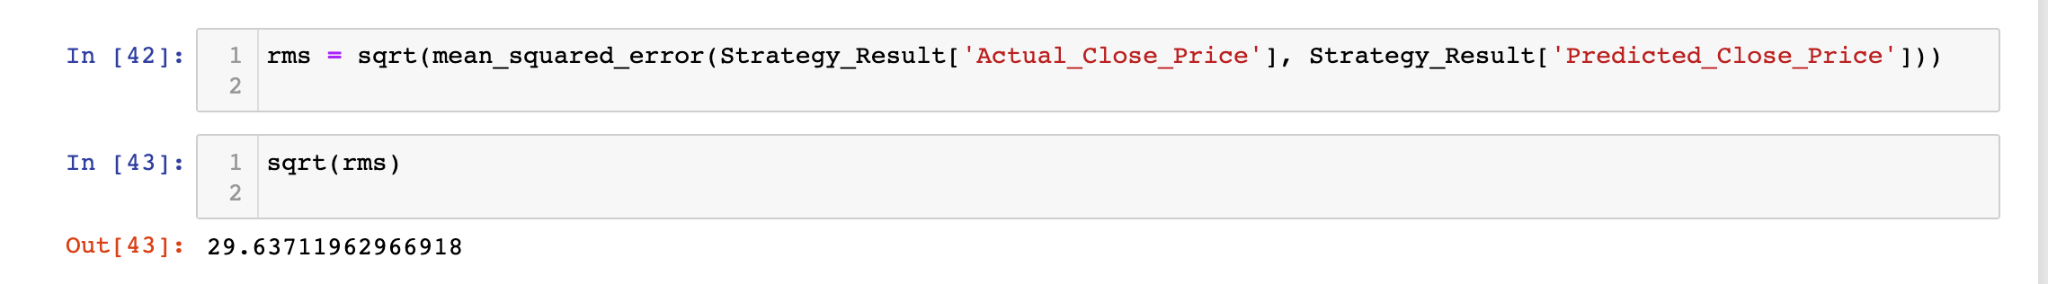 In [42]: 1 rms = sqrt(mean_squared_error(Strategy_Result['Actual_Close_Price'], Strategy_Result['Predicted_Close_Price']))
2
In [43]: 1 sqrt(rms)
2
Out[43]: 29.63711962966918